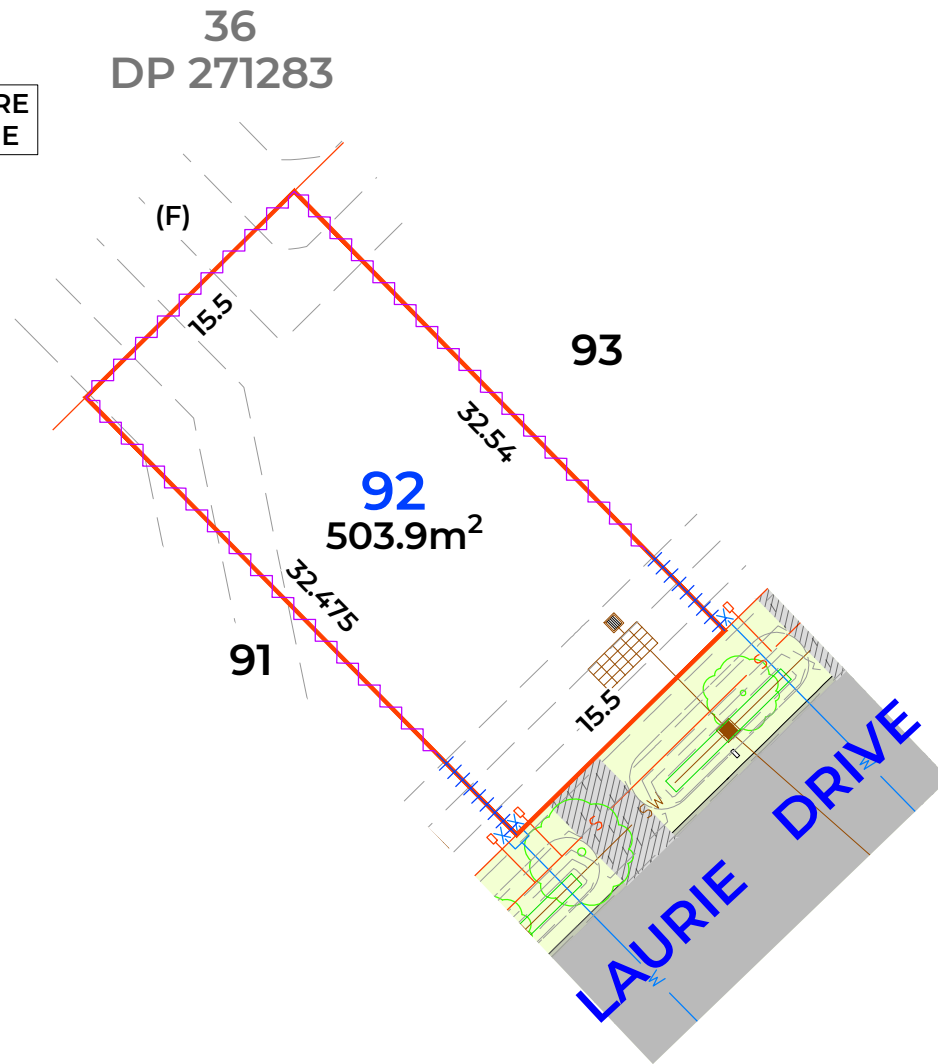 36
DP 271283
RE
E
(F)
15.5
93
32.54
92
503.9m²
32.475
91
15.5
S
S
SW
W
W
LAURIE DRIVE